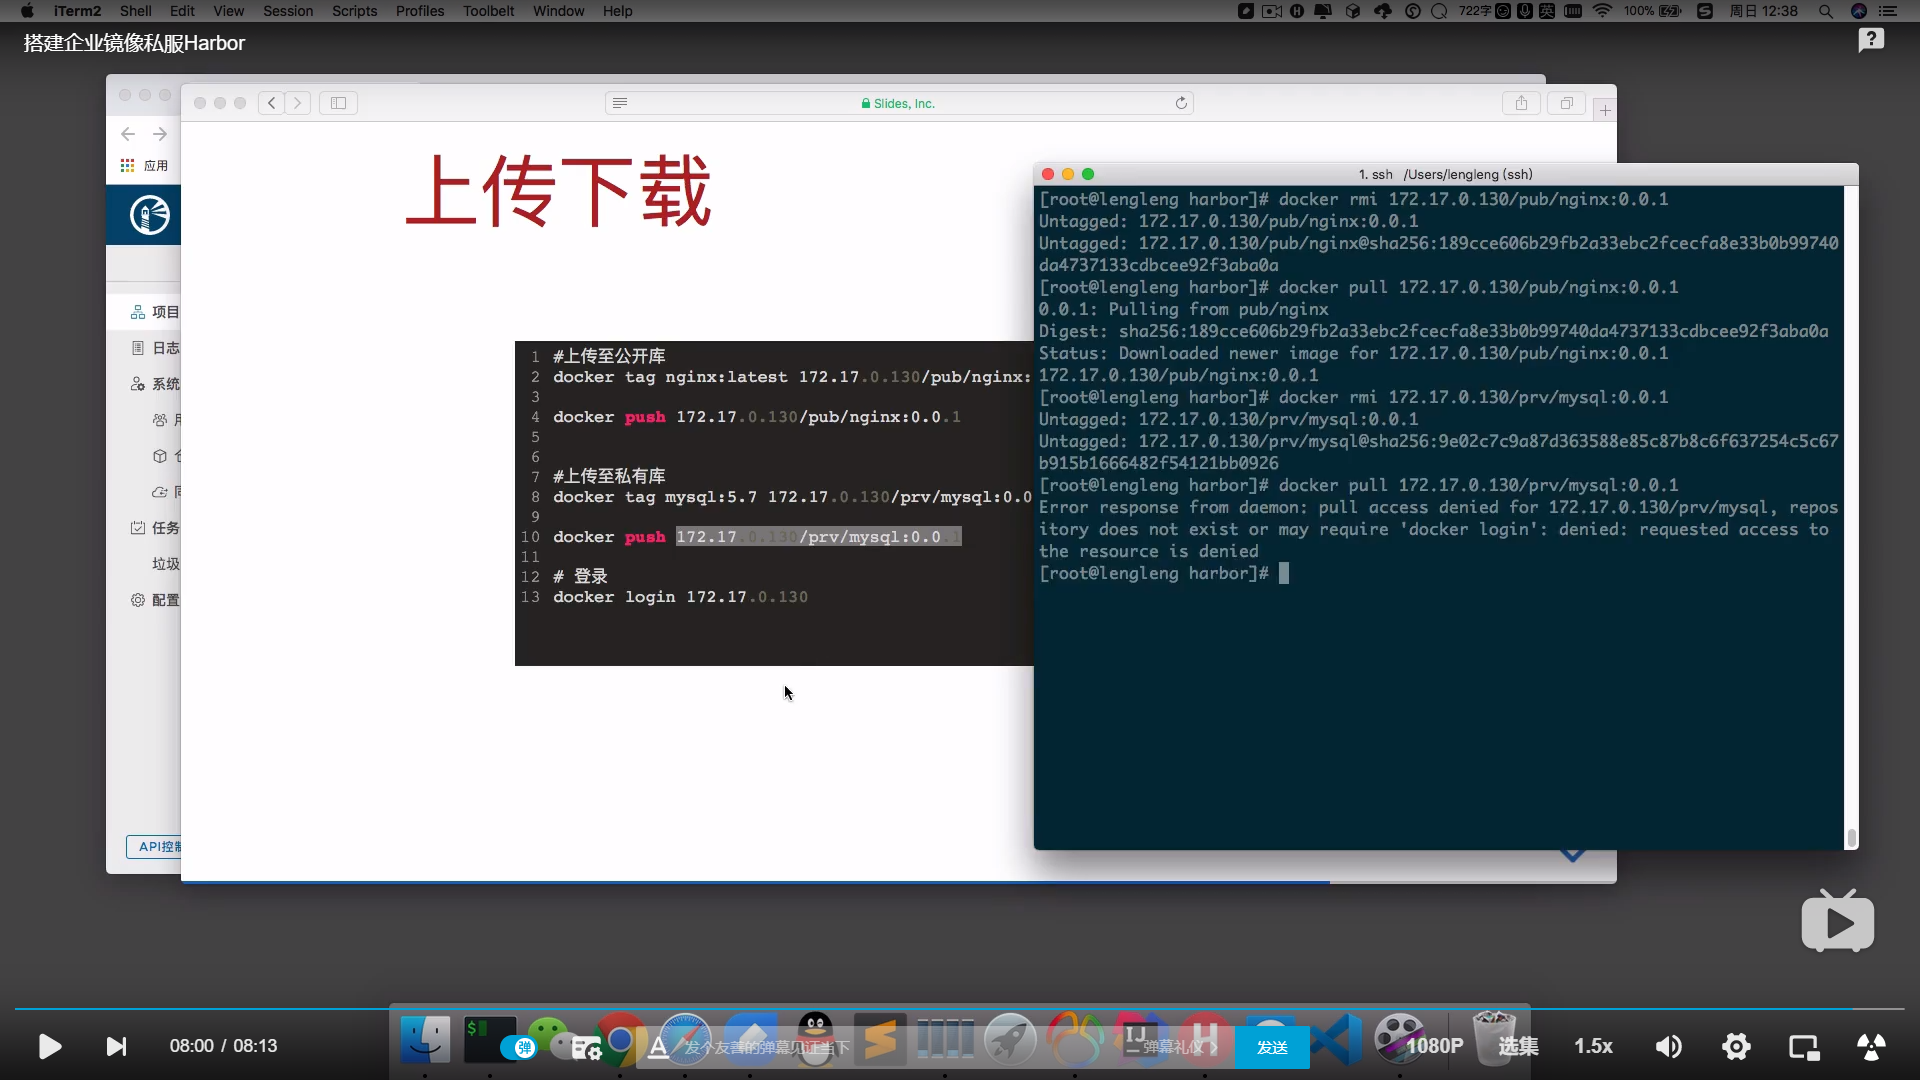 iTerm2 Shell Edit View Session Scripts Profiles Toolbelt Window Help 722字 英 100% 周日 12:38
搭建企业镜像私服Harbor
Slides, Inc.
应用
项目
日志
系统
任务
垃圾
配置
API控制
上传下载
1 #上传至公开库
2 docker tag nginx:latest 172.17.0.130/pub/nginx:
3
4 docker push 172.17.0.130/pub/nginx:0.0.1
5
6
7 #上传至私有库
8 docker tag mysql:5.7 172.17.0.130/prv/mysql:0.0
9
10 docker push 172.17.0.130/prv/mysql:0.0.1
11
12 # 登录
13 docker login 172.17.0.130
1. ssh /Users/lengleng (ssh)
[root@lengleng harbor]# docker rmi 172.17.0.130/pub/nginx:0.0.1
Untagged: 172.17.0.130/pub/nginx:0.0.1
Untagged: 172.17.0.130/pub/nginx@sha256:189cce606b29fb2a33ebc2fcecfa8e33b0b99740
da4737133cdbcee92f3aba0a
[root@lengleng harbor]# docker pull 172.17.0.130/pub/nginx:0.0.1
0.0.1: Pulling from pub/nginx
Digest: sha256:189cce606b29fb2a33ebc2fcecfa8e33b0b99740da4737133cdbcee92f3aba0a
Status: Downloaded newer image for 172.17.0.130/pub/nginx:0.0.1
172.17.0.130/pub/nginx:0.0.1
[root@lengleng harbor]# docker rmi 172.17.0.130/prv/mysql:0.0.1
Untagged: 172.17.0.130/prv/mysql:0.0.1
Untagged: 172.17.0.130/prv/mysql@sha256:9e02c7c9a87d363588e85c87b8c6f637254c5c67
b915b1666482f54121bb0926
[root@lengleng harbor]# docker pull 172.17.0.130/prv/mysql:0.0.1
Error response from daemon: pull access denied for 172.17.0.130/prv/mysql, repos
itory does not exist or may require 'docker login': denied: requested access to
the resource is denied
[root@lengleng harbor]#
08:00 / 08:13 弹 发个友善的弹幕见证当下 弹幕礼仪 发送 1080P 选集 1.5x